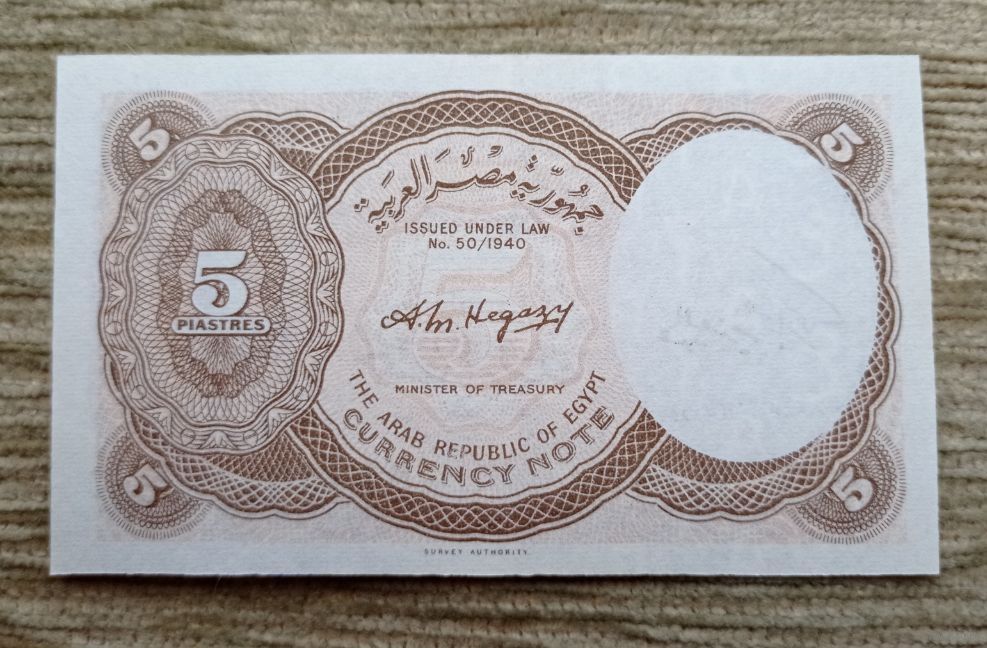 5
5
جمهورية مصر العربية
ISSUED UNDER LAW
No. 50/1940
5
PIASTRES
A. M. Hegazy
MINISTER OF TREASURY
THE ARAB REPUBLIC OF EGYPT
CURRENCY NOTE
5
5
SURVEY AUTHORITY.